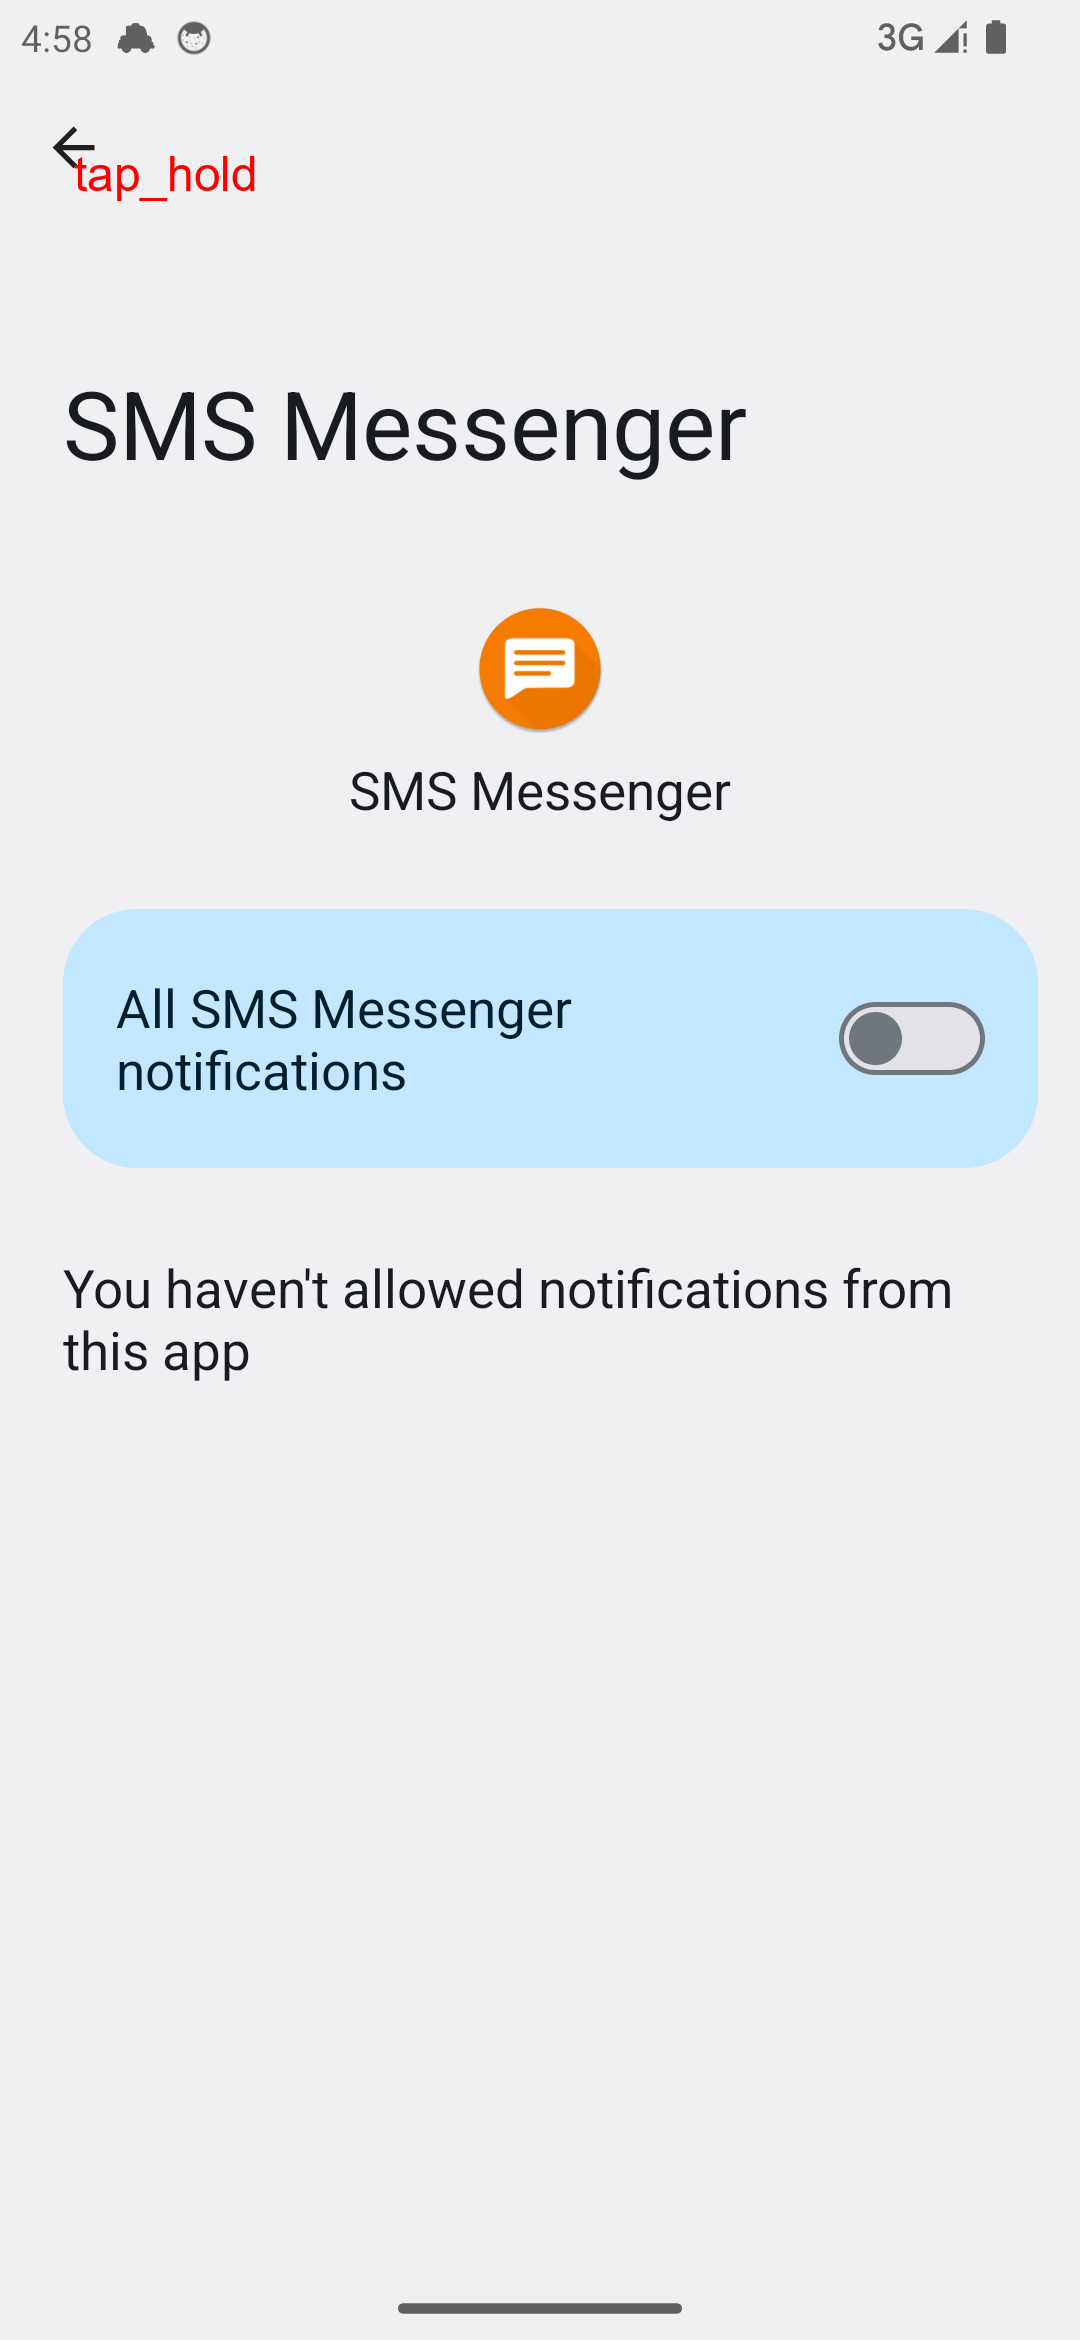 4:58
3G
tap_hold
SMS Messenger
SMS Messenger
All SMS Messenger
notifications
You haven't allowed notifications from
this app